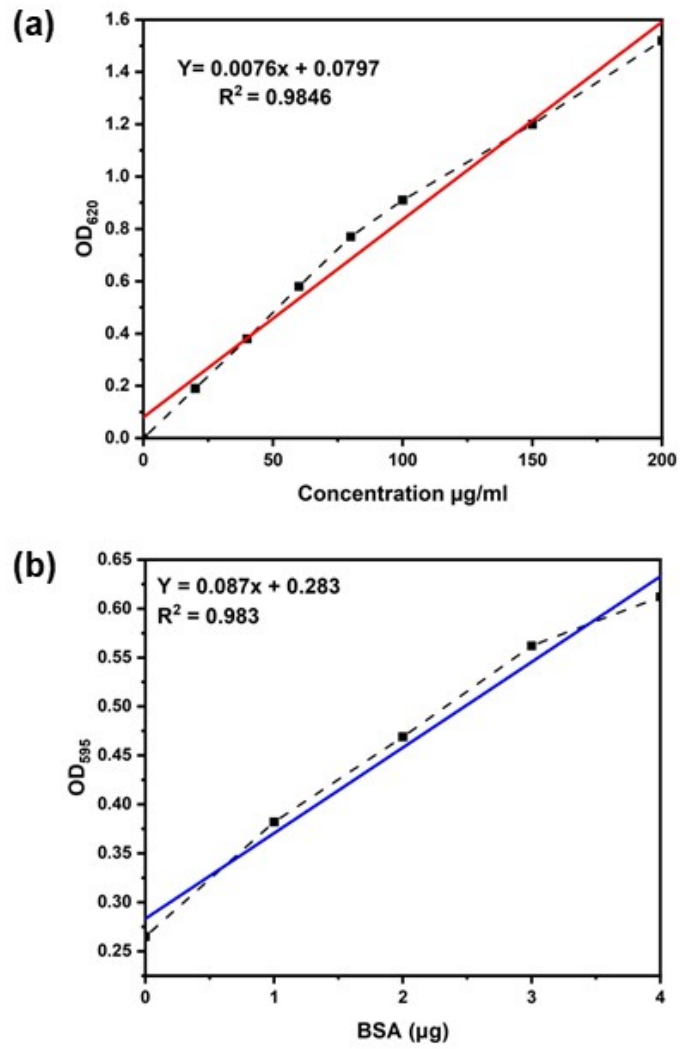 (a)
Y= 0.0076x + 0.0797
R² = 0.9846
1.6
1.4
1.2
1.0
0.8
0.6
0.4
0.2
0.0
OD₆₂₀
0 50 100 150 200
Concentration µg/ml
(b)
Y = 0.087x + 0.283
R² = 0.983
0.65
0.60
0.55
0.50
0.45
0.40
0.35
0.30
0.25
OD₅₉₅
0 1 2 3 4
BSA (µg)